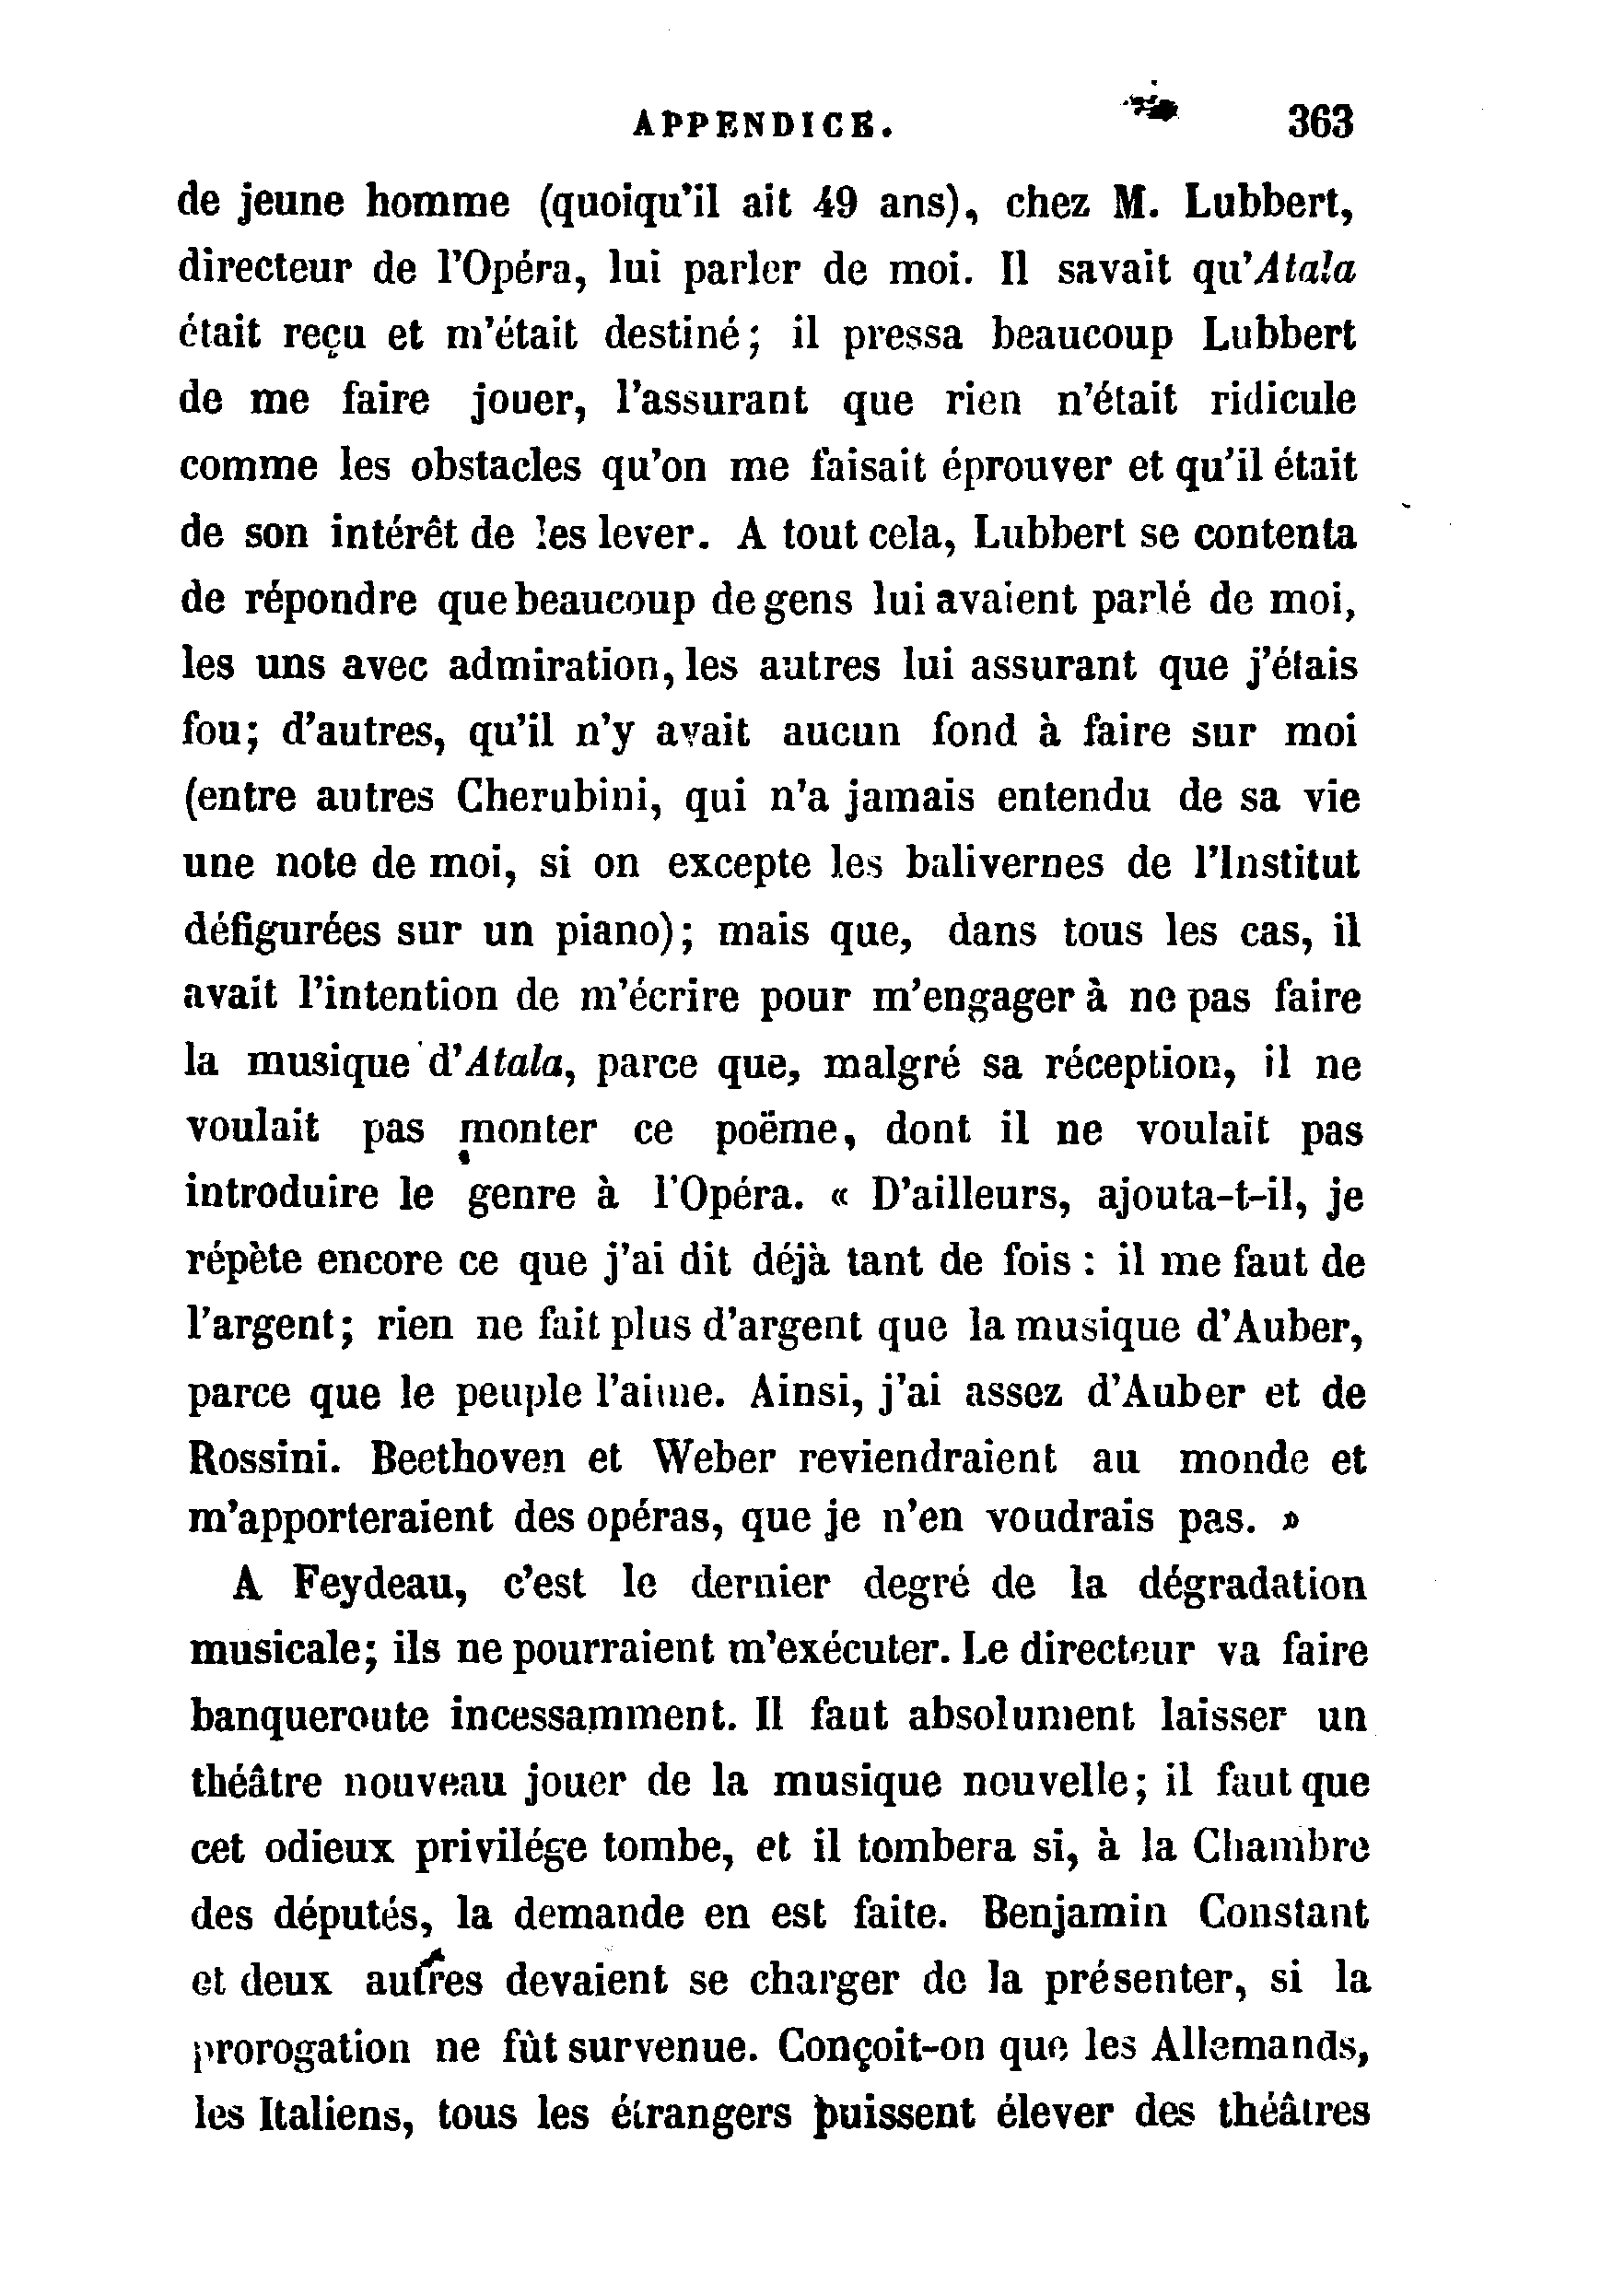 APPENDICE. 363
de jeune homme (quoiqu'il ait 49 ans), chez M. Lubbert,
directeur de l'Opéra, lui parler de moi. Il savait qu'Atala
était reçu et m'était destiné; il pressa beaucoup Lubbert
de me faire jouer, l'assurant que rien n'était ridicule
comme les obstacles qu'on me faisait éprouver et qu'il était
de son intérêt de les lever. A tout cela, Lubbert se contenta
de répondre que beaucoup de gens lui avaient parlé de moi,
les uns avec admiration, les autres lui assurant que j'étais
fou; d'autres, qu'il n'y avait aucun fond à faire sur moi
(entre autres Cherubini, qui n'a jamais entendu de sa vie
une note de moi, si on excepte les balivernes de l'Institut
défigurées sur un piano); mais que, dans tous les cas, il
avait l'intention de m'écrire pour m'engager à ne pas faire
la musique d'Atala, parce que, malgré sa réception, il ne
voulait pas monter ce poëme, dont il ne voulait pas
introduire le genre à l'Opéra. « D'ailleurs, ajouta-t-il, je
répète encore ce que j'ai dit déjà tant de fois : il me faut de
l'argent; rien ne fait plus d'argent que la musique d'Auber,
parce que le peuple l'aime. Ainsi, j'ai assez d'Auber et de
Rossini. Beethoven et Weber reviendraient au monde et
m'apporteraient des opéras, que je n'en voudrais pas. »
A Feydeau, c'est le dernier degré de la dégradation
musicale; ils ne pourraient m'exécuter. Le directeur va faire
banqueroute incessamment. Il faut absolument laisser un
théâtre nouveau jouer de la musique nouvelle; il faut que
cet odieux privilége tombe, et il tombera si, à la Chambre
des députés, la demande en est faite. Benjamin Constant
et deux autres devaient se charger de la présenter, si la
prorogation ne fût survenue. Conçoit-on que les Allemands,
les Italiens, tous les étrangers puissent élever des théâtres